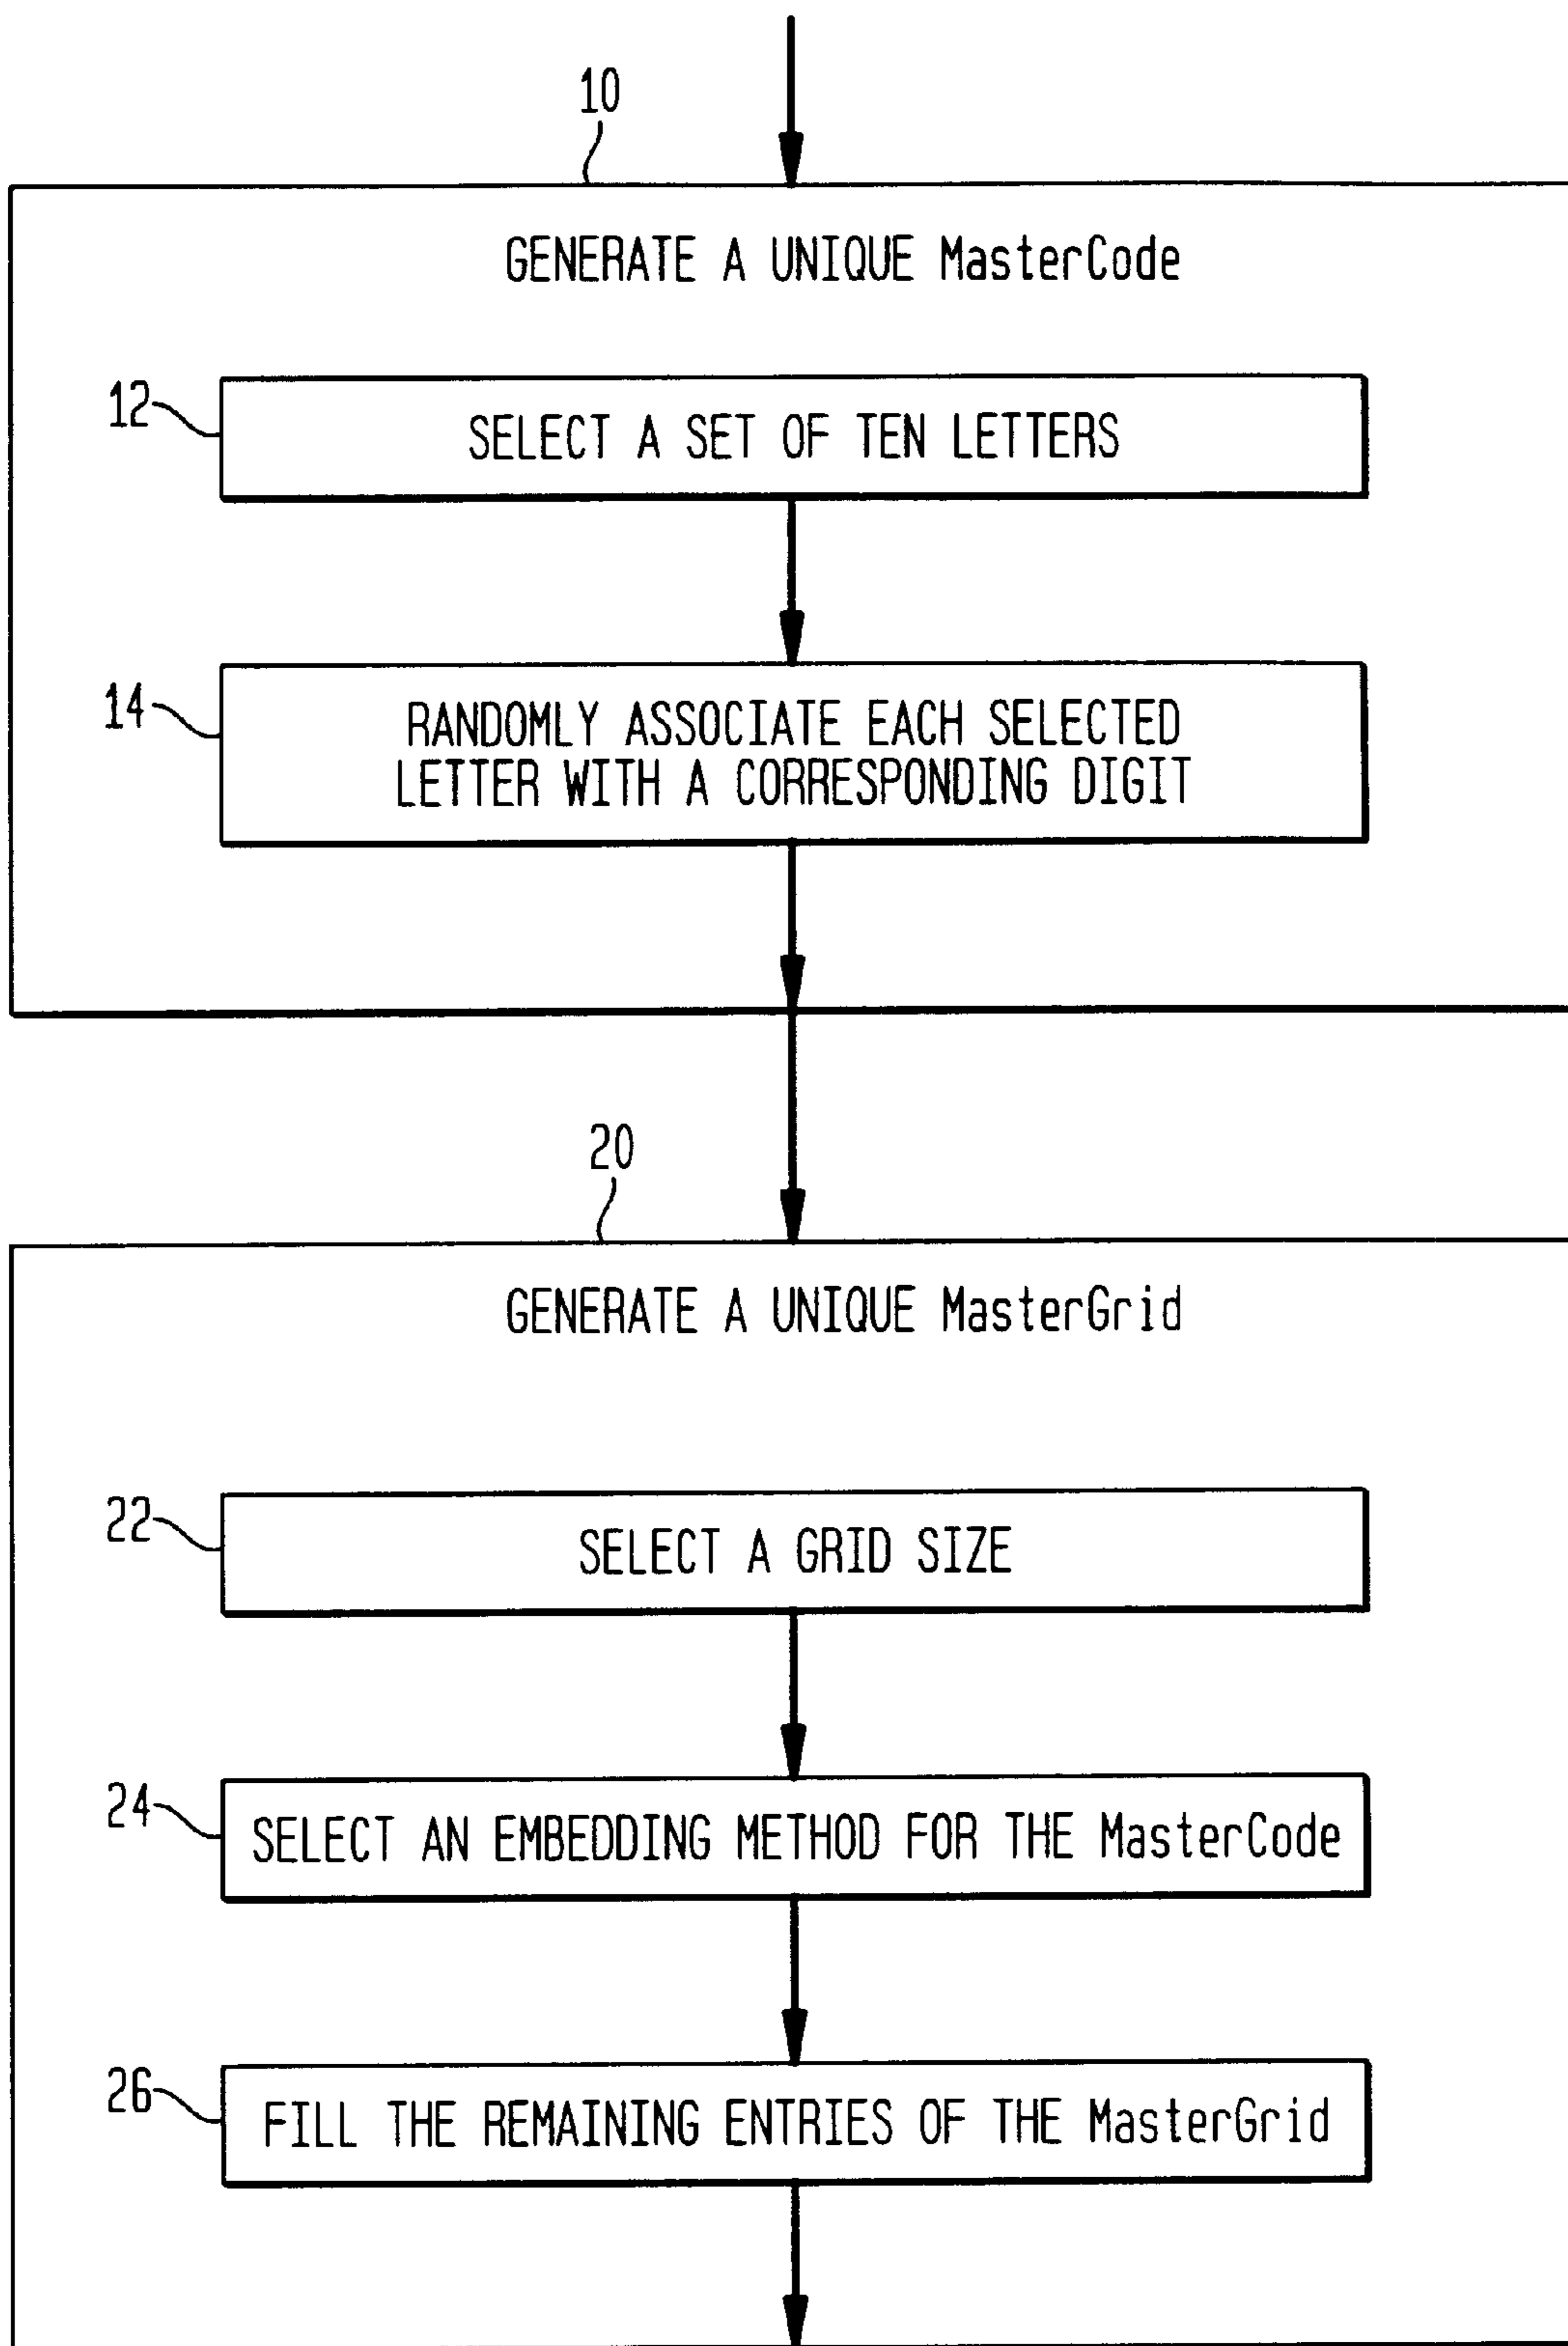 10
GENERATE A UNIQUE MasterCode
12
SELECT A SET OF TEN LETTERS
14
RANDOMLY ASSOCIATE EACH SELECTED
LETTER WITH A CORRESPONDING DIGIT
20
GENERATE A UNIQUE MasterGrid
22
SELECT A GRID SIZE
24
SELECT AN EMBEDDING METHOD FOR THE MasterCode
26
FILL THE REMAINING ENTRIES OF THE MasterGrid